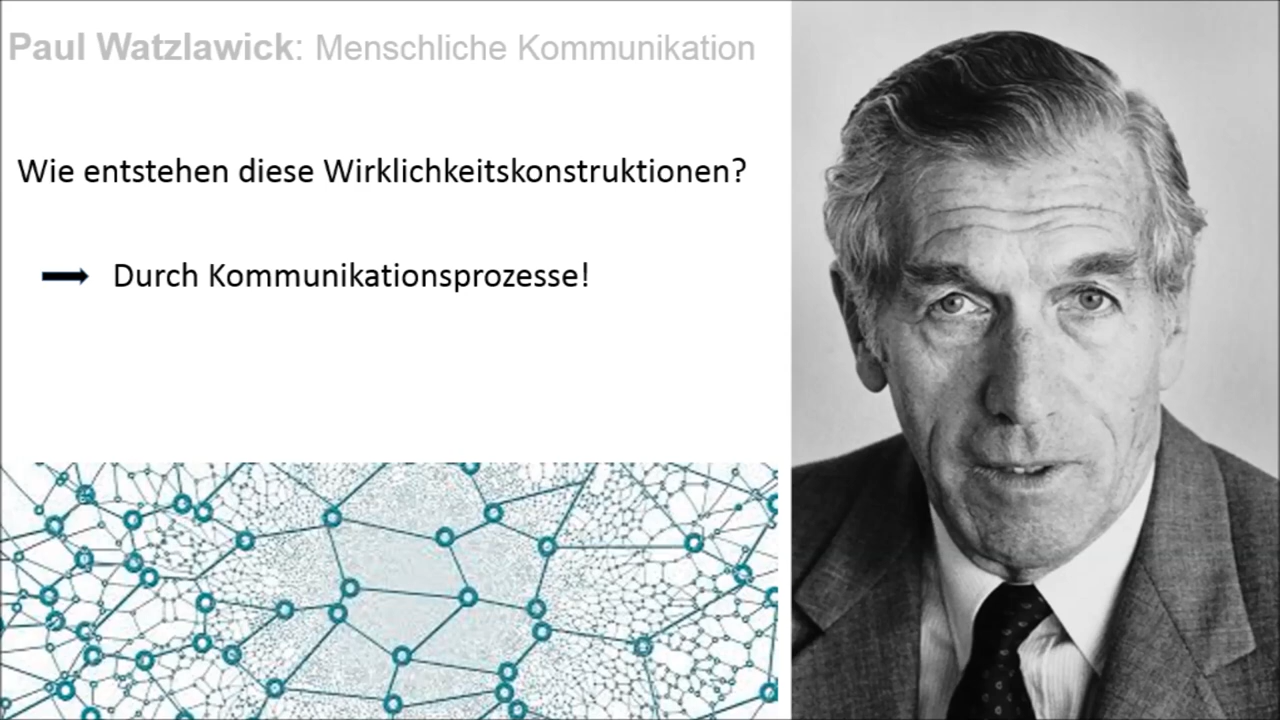 Paul Watzlawick: Menschliche Kommunikation
Wie entstehen diese Wirklichkeitskonstruktionen?
Durch Kommunikationsprozesse!